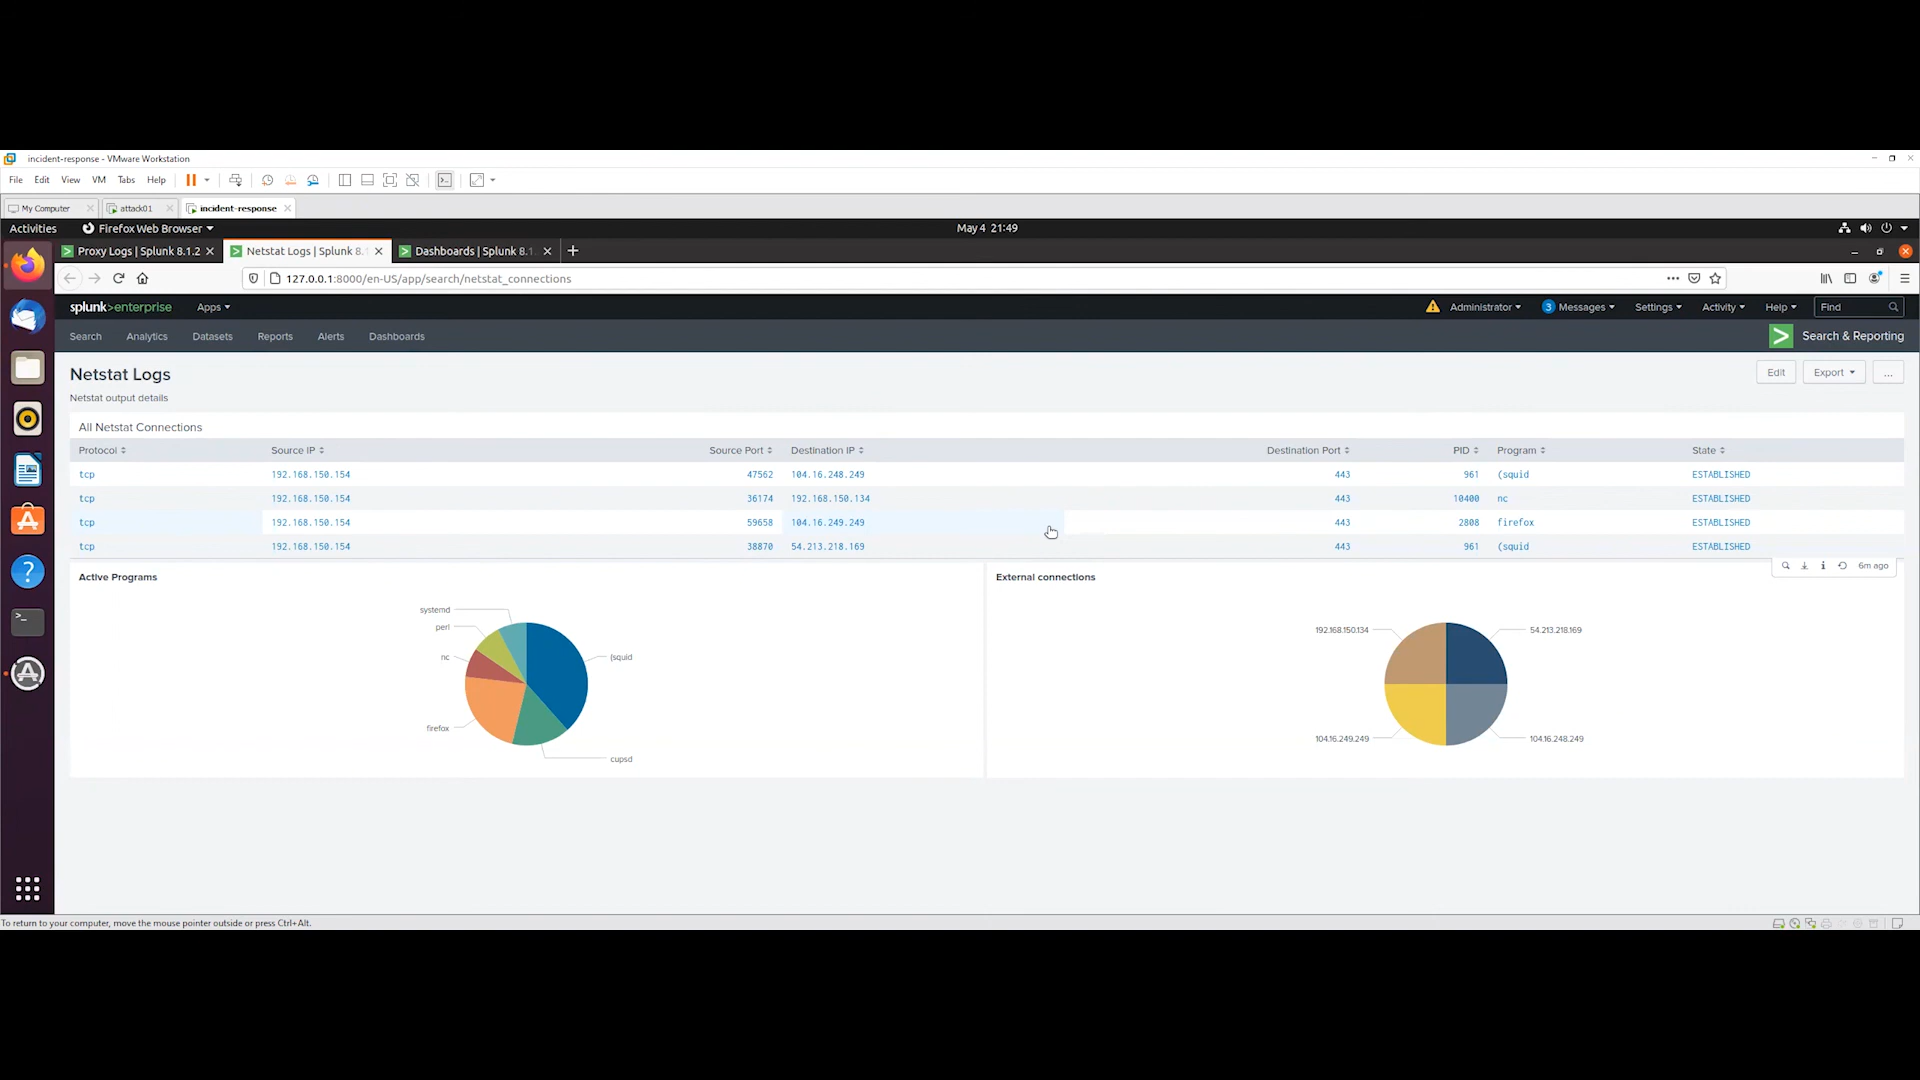 incident-response - VMware Workstation
File Edit View VM Tabs Help
My Computer attack01 incident-response
Activities Firefox Web Browser May 4 21:49
Proxy Logs | Splunk 8.1.2 Netstat Logs | Splunk 8.1 Dashboards | Splunk 8.1.
127.0.0.1:8000/en-US/app/search/netstat_connections
splunk>enterprise Apps Administrator 3 Messages Settings Activity Help Find
Search Analytics Datasets Reports Alerts Dashboards Search & Reporting
Netstat Logs Edit Export ...
Netstat output details
All Netstat Connections
Protocol Source IP Source Port Destination IP Destination Port PID Program State
tcp 192.168.150.154 47562 104.16.248.249 443 961 (squid ESTABLISHED
tcp 192.168.150.154 36174 192.168.150.134 443 10400 nc ESTABLISHED
tcp 192.168.150.154 59658 104.16.249.249 443 2808 firefox ESTABLISHED
tcp 192.168.150.154 38870 54.213.218.169 443 961 (squid ESTABLISHED
6m ago
Active Programs
systemd
perl
nc
(squid
firefox
cupsd
External connections
192.168.150.134 54.213.218.169
104.16.249.249 104.16.248.249
To return to your computer, move the mouse pointer outside or press Ctrl+Alt.